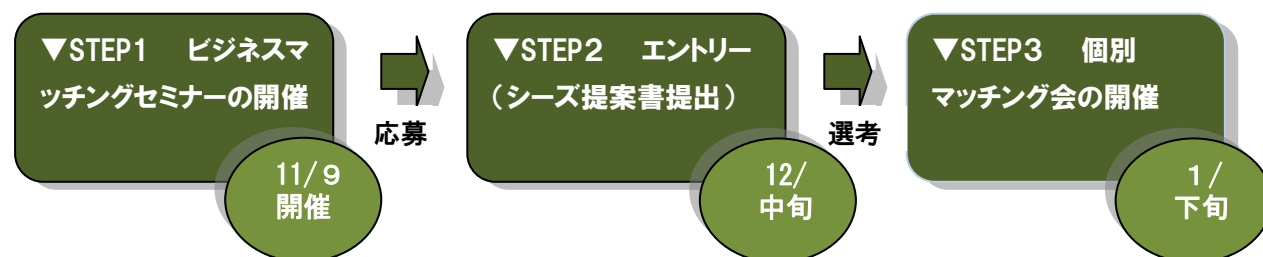 ▼STEP1　ビジネスマ
ッチングセミナーの開催
11/９
開催
応募
▼STEP２　エントリー
（シーズ提案書提出）
12/
中旬
選考
▼STEP３　個別
マッチング会の開催
１/
下旬